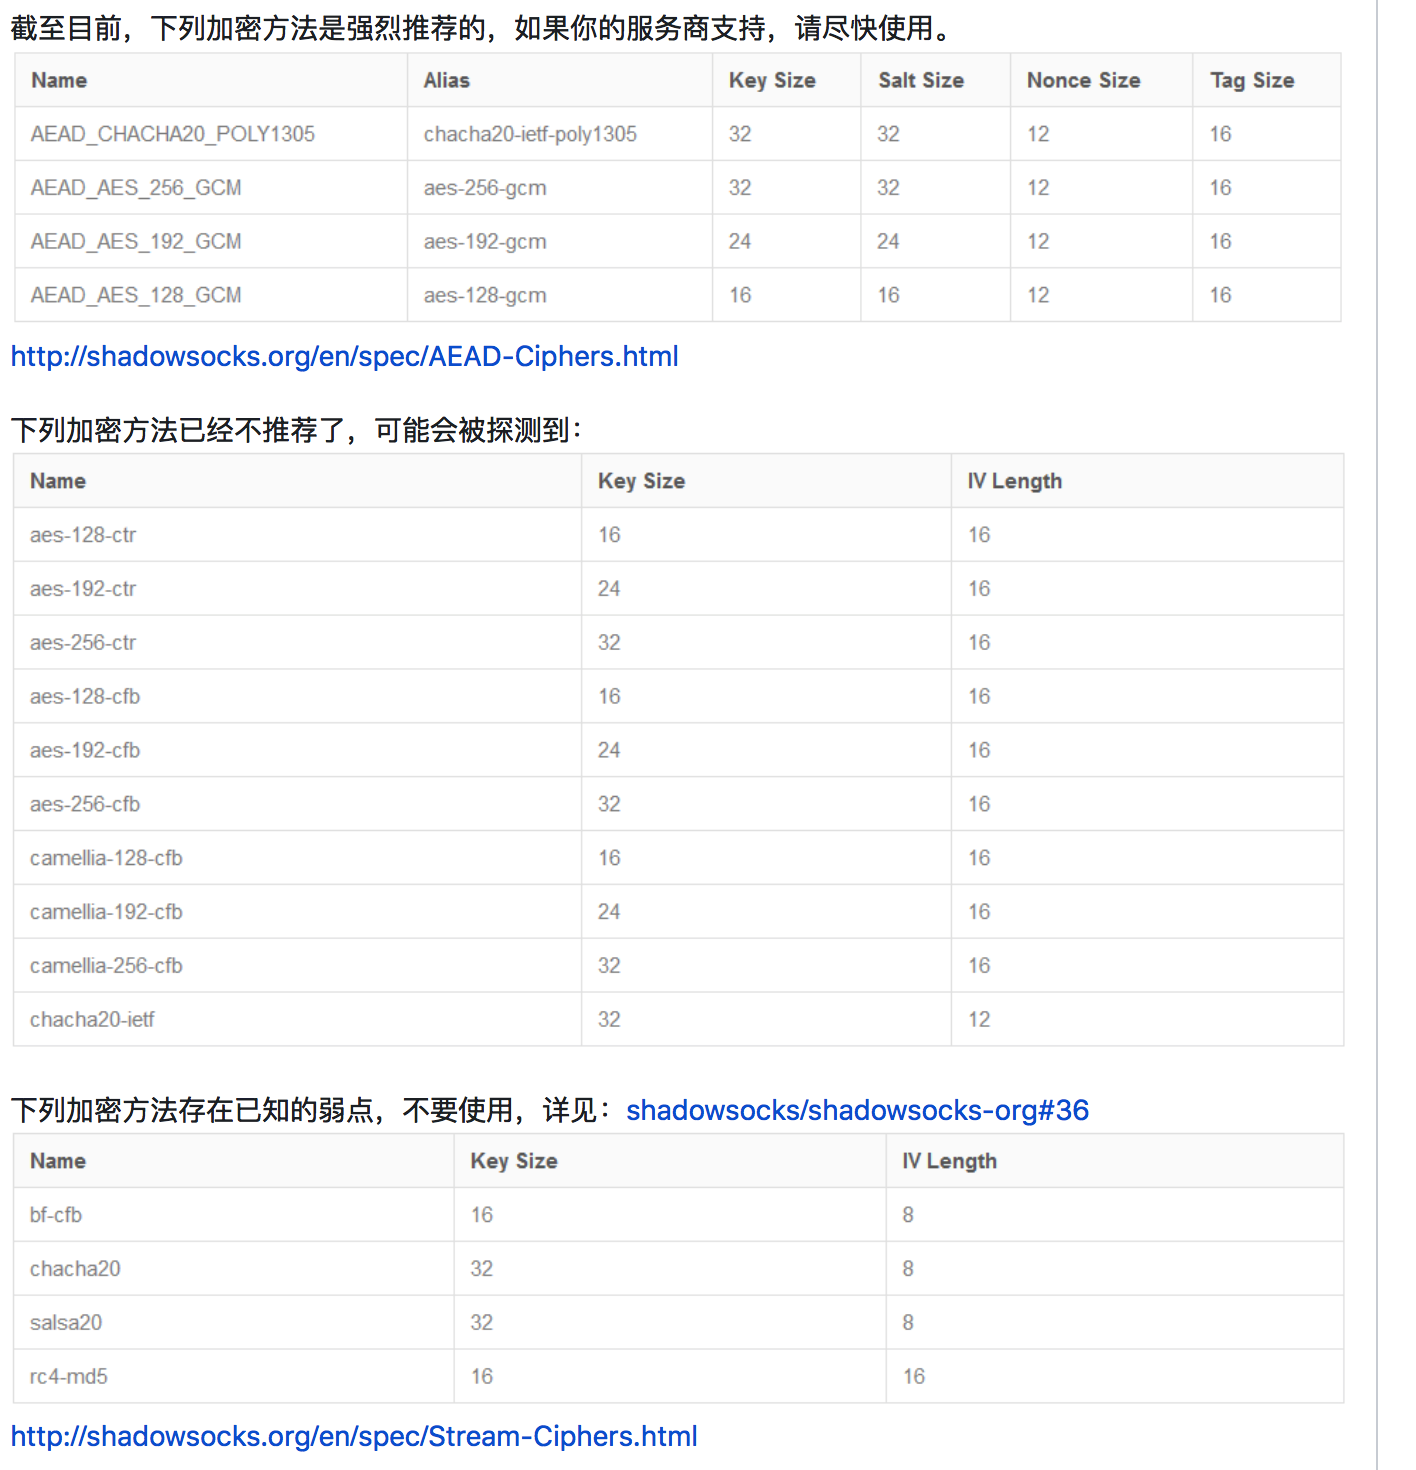 截至目前，下列加密方法是强烈推荐的，如果你的服务商支持，请尽快使用。
Name Alias Key Size Salt Size Nonce Size Tag Size
AEAD_CHACHA20_POLY1305 chacha20-ietf-poly1305 32 32 12 16
AEAD_AES_256_GCM aes-256-gcm 32 32 12 16
AEAD_AES_192_GCM aes-192-gcm 24 24 12 16
AEAD_AES_128_GCM aes-128-gcm 16 16 12 16
http://shadowsocks.org/en/spec/AEAD-Ciphers.html
下列加密方法已经不推荐了，可能会被探测到：
Name Key Size IV Length
aes-128-ctr 16 16
aes-192-ctr 24 16
aes-256-ctr 32 16
aes-128-cfb 16 16
aes-192-cfb 24 16
aes-256-cfb 32 16
camellia-128-cfb 16 16
camellia-192-cfb 24 16
camellia-256-cfb 32 16
chacha20-ietf 32 12
下列加密方法存在已知的弱点，不要使用，详见：shadowsocks/shadowsocks-org#36
Name Key Size IV Length
bf-cfb 16 8
chacha20 32 8
salsa20 32 8
rc4-md5 16 16
http://shadowsocks.org/en/spec/Stream-Ciphers.html